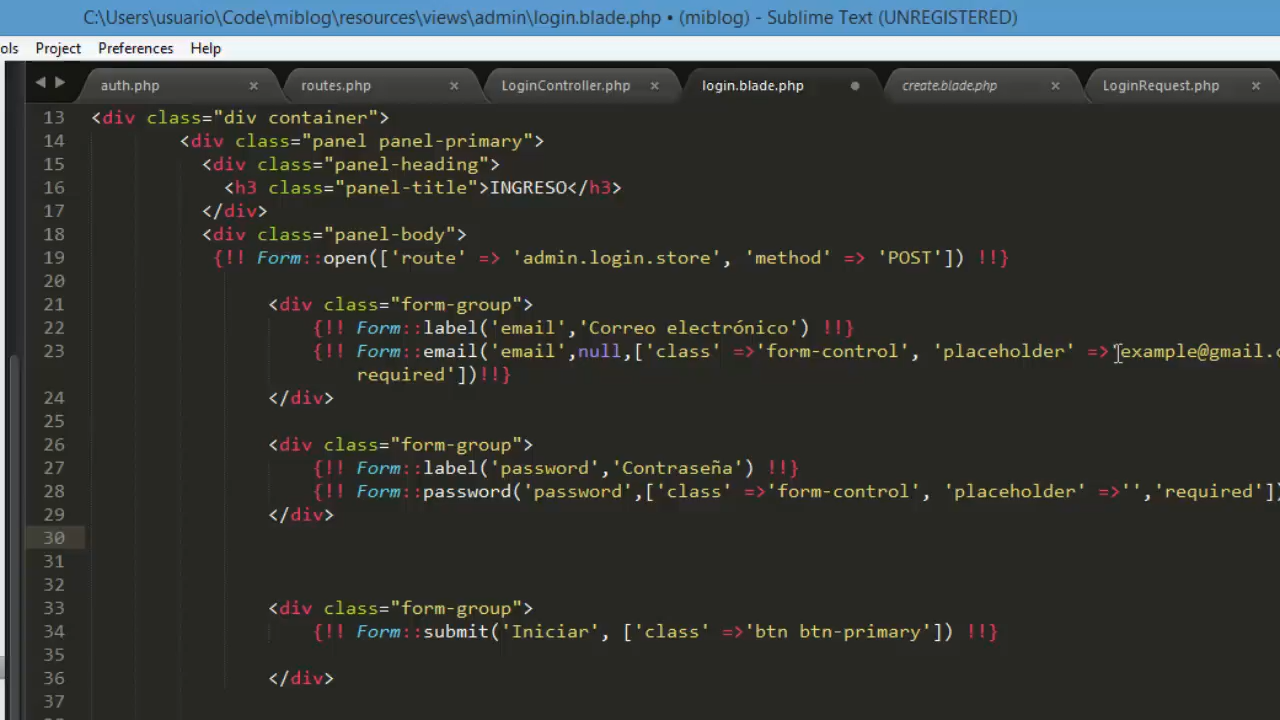 C:\Users\usuario\Code\miblog\resources\views\admin\login.blade.php • (miblog) - Sublime Text (UNREGISTERED)
ols Project Preferences Help
auth.php × routes.php × LoginController.php × login.blade.php create.blade.php × LoginRequest.php ×
13 <div class="div container">
14 <div class="panel panel-primary">
15 <div class="panel-heading">
16 <h3 class="panel-title">INGRESO</h3>
17 </div>
18 <div class="panel-body">
19 {!! Form::open(['route' => 'admin.login.store', 'method' => 'POST']) !!}
20
21 <div class="form-group">
22 {!! Form::label('email','Correo electrónico') !!}
23 {!! Form::email('email',null,['class' =>'form-control', 'placeholder' =>'example@gmail.c
required'])!!}
24 </div>
25
26 <div class="form-group">
27 {!! Form::label('password','Contraseña') !!}
28 {!! Form::password('password',['class' =>'form-control', 'placeholder' =>'','required'])
29 </div>
30
31
32
33 <div class="form-group">
34 {!! Form::submit('Iniciar', ['class' =>'btn btn-primary']) !!}
35
36 </div>
37